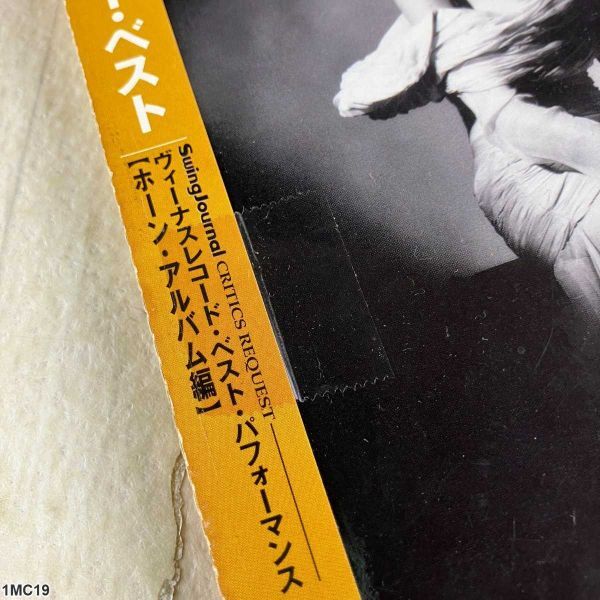 ・ベスト
SwingJournal CRITICS REQUEST
ヴィーナスレコード・ベスト・パフォーマンス
【ホーン・アルバム編】
1MC19